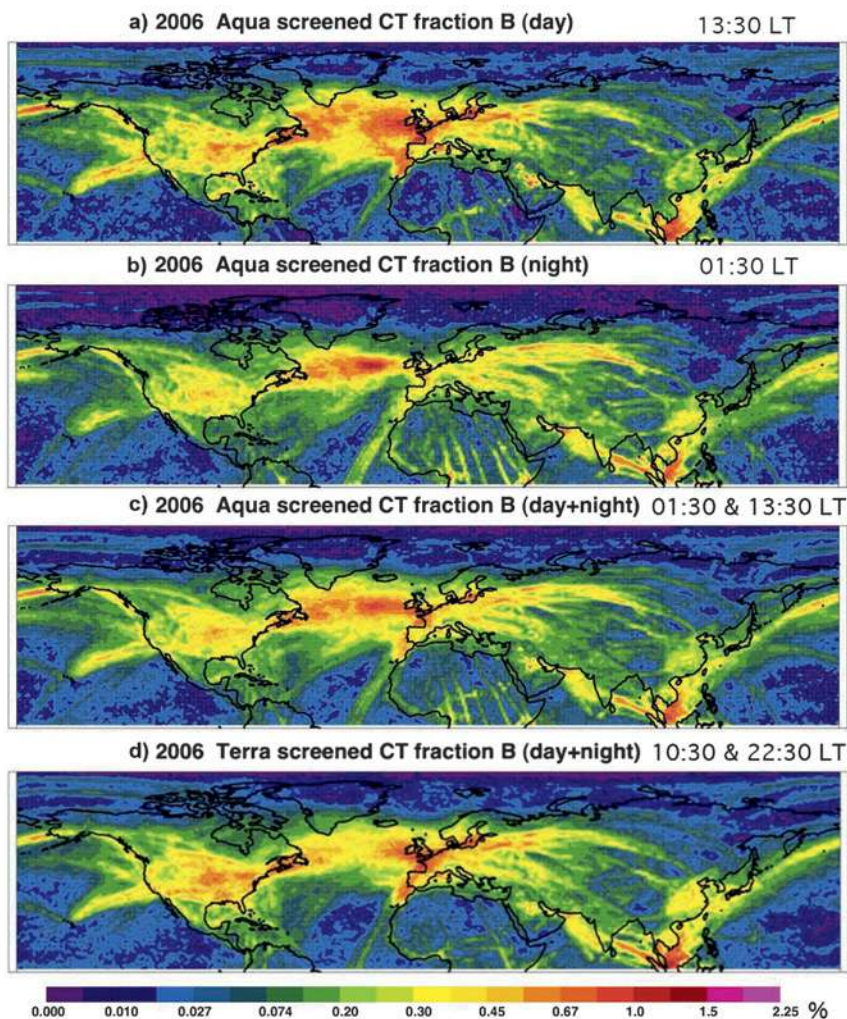 a) 2006 Aqua screened CT fraction B (day) 13:30 LT
b) 2006 Aqua screened CT fraction B (night) 01:30 LT
c) 2006 Aqua screened CT fraction B (day+night) 01:30 & 13:30 LT
d) 2006 Terra screened CT fraction B (day+night) 10:30 & 22:30 LT
0.000 0.010 0.027 0.074 0.20 0.30 0.45 0.67 1.0 1.5 2.25 %